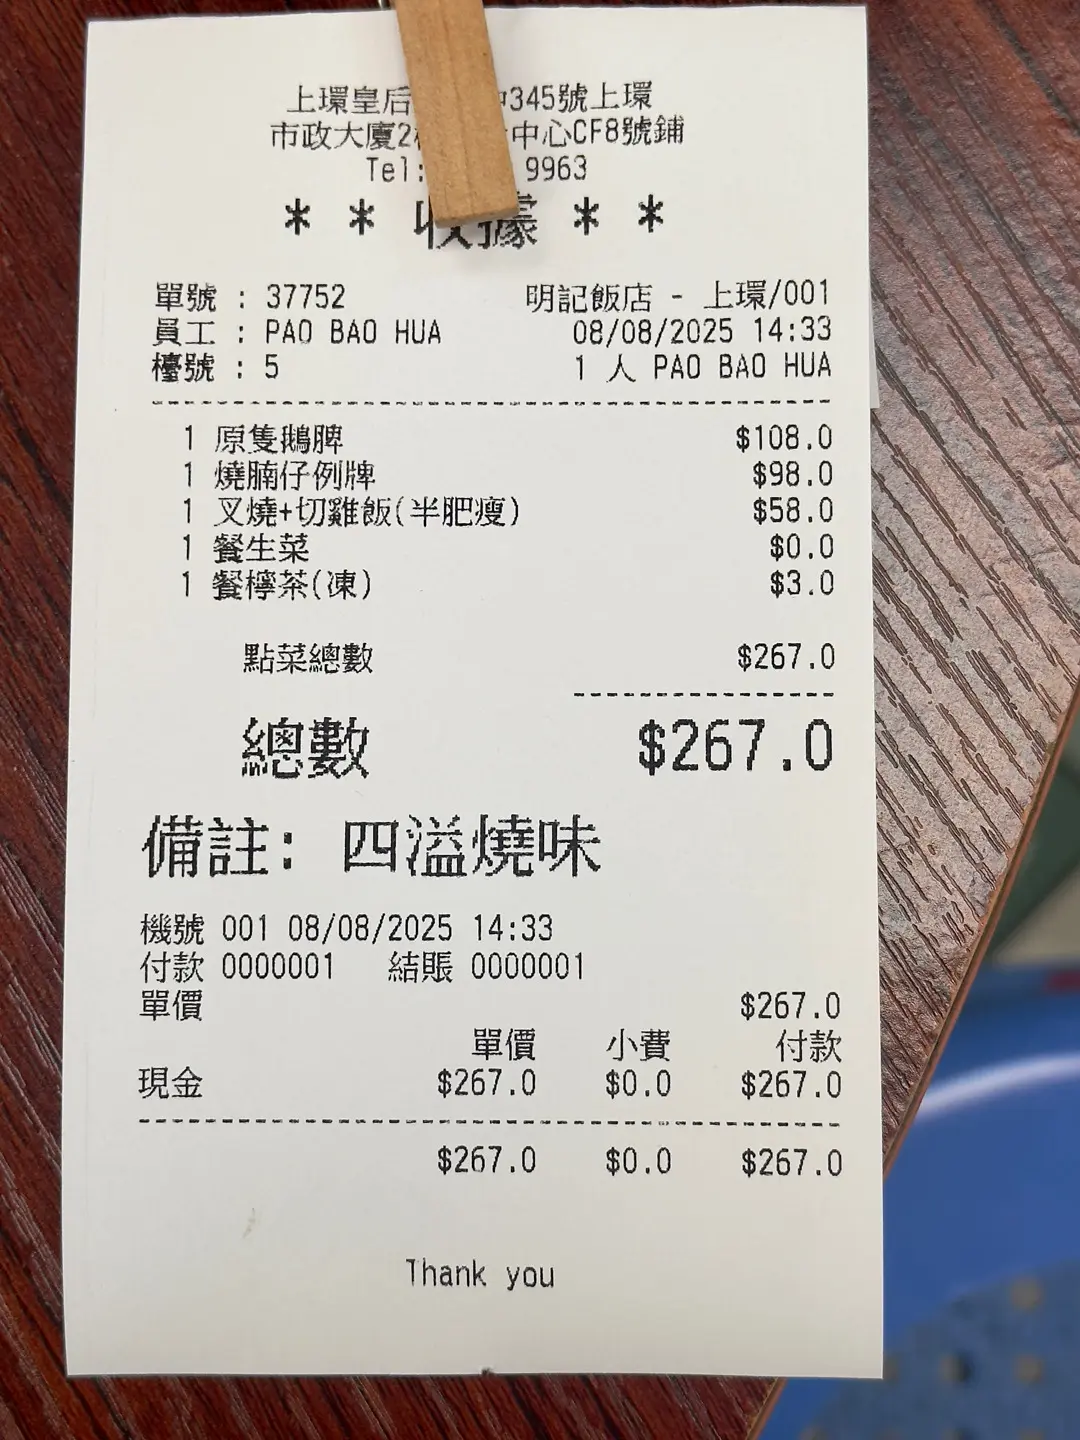 上環皇后 345號上環
市政大廈2 中心CF8號鋪
Tel: 9963
* * 收據 * *
單號 : 37752 明記飯店 - 上環/001
員工 : PAO BAO HUA 08/08/2025 14:33
檯號 : 5 1 人 PAO BAO HUA
1 原隻鵝脾 $108.0
1 燒腩仔例牌 $98.0
1 叉燒+切雞飯(半肥瘦) $58.0
1 餐生菜 $0.0
1 餐檸茶(凍) $3.0
點菜總數 $267.0
總數 $267.0
備註: 四溢燒味
機號 001 08/08/2025 14:33
付款 0000001 結賬 0000001
單價 $267.0
單價 小費 付款
現金 $267.0 $0.0 $267.0
$267.0 $0.0 $267.0
Thank you